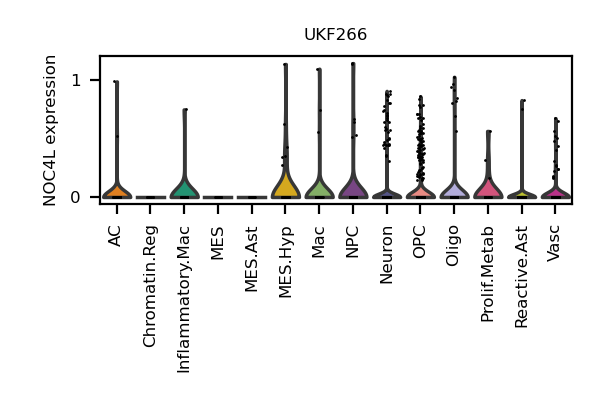 UKF266
NOC4L expression
1
0
AC
Chromatin.Reg
Inflammatory.Mac
MES
MES.Ast
MES.Hyp
Mac
NPC
Neuron
OPC
Oligo
Prolif.Metab
Reactive.Ast
Vasc